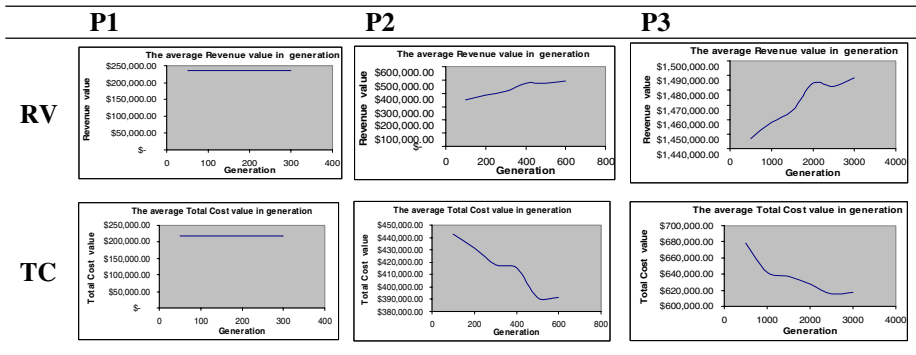 P1 P2 P3
RV
The average Revenue value in generation
Revenue value
$250,000.00
$200,000.00
$150,000.00
$100,000.00
$50,000.00
$-
0 100 200 300 400
Generation
The average Revenue value in generation
Revenue value
$600,000.00
$500,000.00
$400,000.00
$300,000.00
$200,000.00
$100,000.00
$-
0 200 400 600 800
Generation
The average Revenue value in generation
Revenue value
$1,500,000.00
$1,490,000.00
$1,480,000.00
$1,470,000.00
$1,460,000.00
$1,450,000.00
$1,440,000.00
0 1000 2000 3000 4000
Generation
TC
The average Total Cost value in generation
Total Cost value
$250,000.00
$200,000.00
$150,000.00
$100,000.00
$50,000.00
$-
0 100 200 300 400
Generation
The average Total Cost value in generation
Total Cost value
$450,000.00
$440,000.00
$430,000.00
$420,000.00
$410,000.00
$400,000.00
$390,000.00
$380,000.00
0 200 400 600 800
Generation
The average Total Cost value in generation
Total Cost value
$700,000.00
$680,000.00
$660,000.00
$640,000.00
$620,000.00
$600,000.00
0 1000 2000 3000 4000
Generation